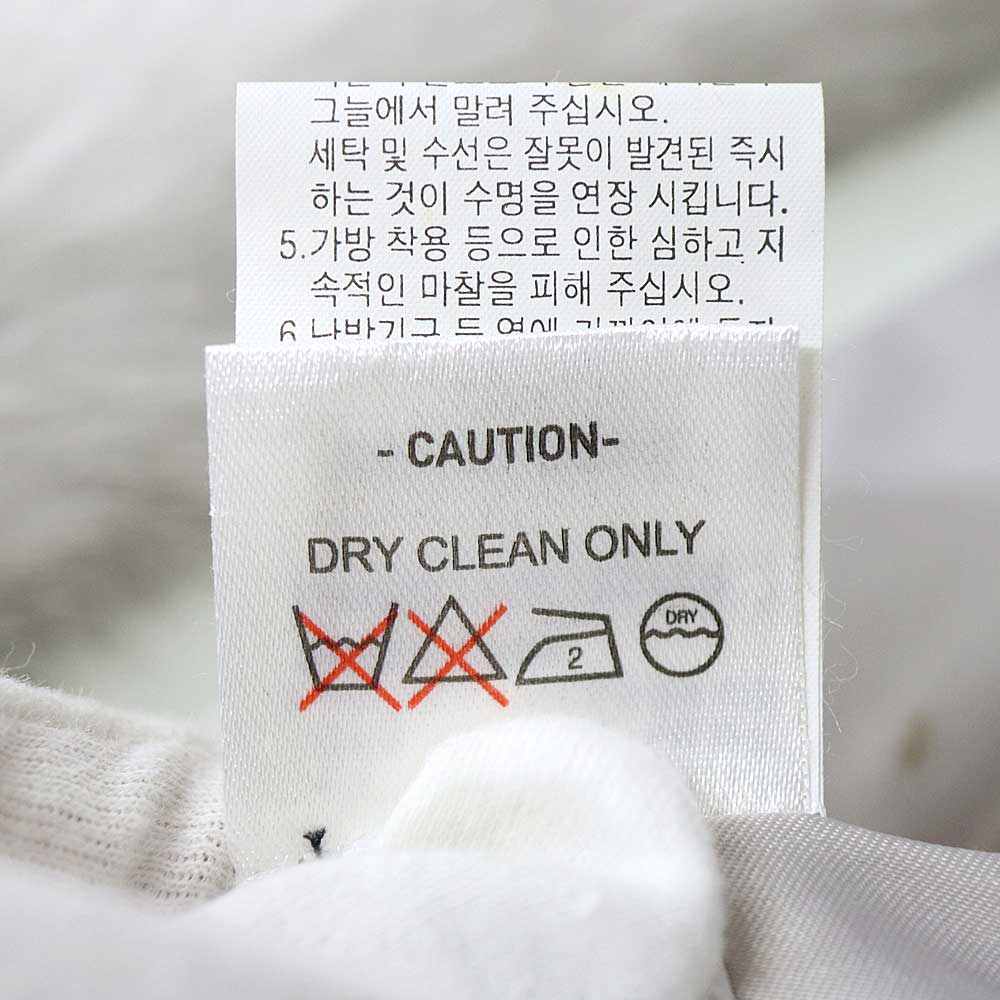 그늘에서 말려 주십시오.
세탁 및 수선은 잘못이 발견된 즉시
하는 것이 수명을 연장 시킵니다.
5.가방 착용 등으로 인한 심하고 지
속적인 마찰을 피해 주십시오.
6
- CAUTION-
DRY CLEAN ONLY
2
DRY